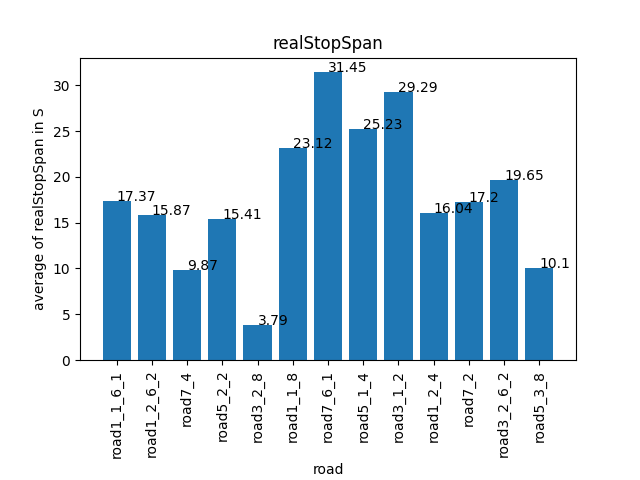 realStopSpan
average of realStopSpan in S
30
25
20
15
10
5
0
17.37
15.87
9.87
15.41
3.79
23.12
31.45
25.23
29.29
16.04
17.2
19.65
10.1
road1_1_6_1
road1_2_6_2
road7_4
road5_2_2
road3_2_8
road1_1_8
road7_6_1
road5_1_4
road3_1_2
road1_2_4
road7_2
road3_2_6_2
road5_3_8
road